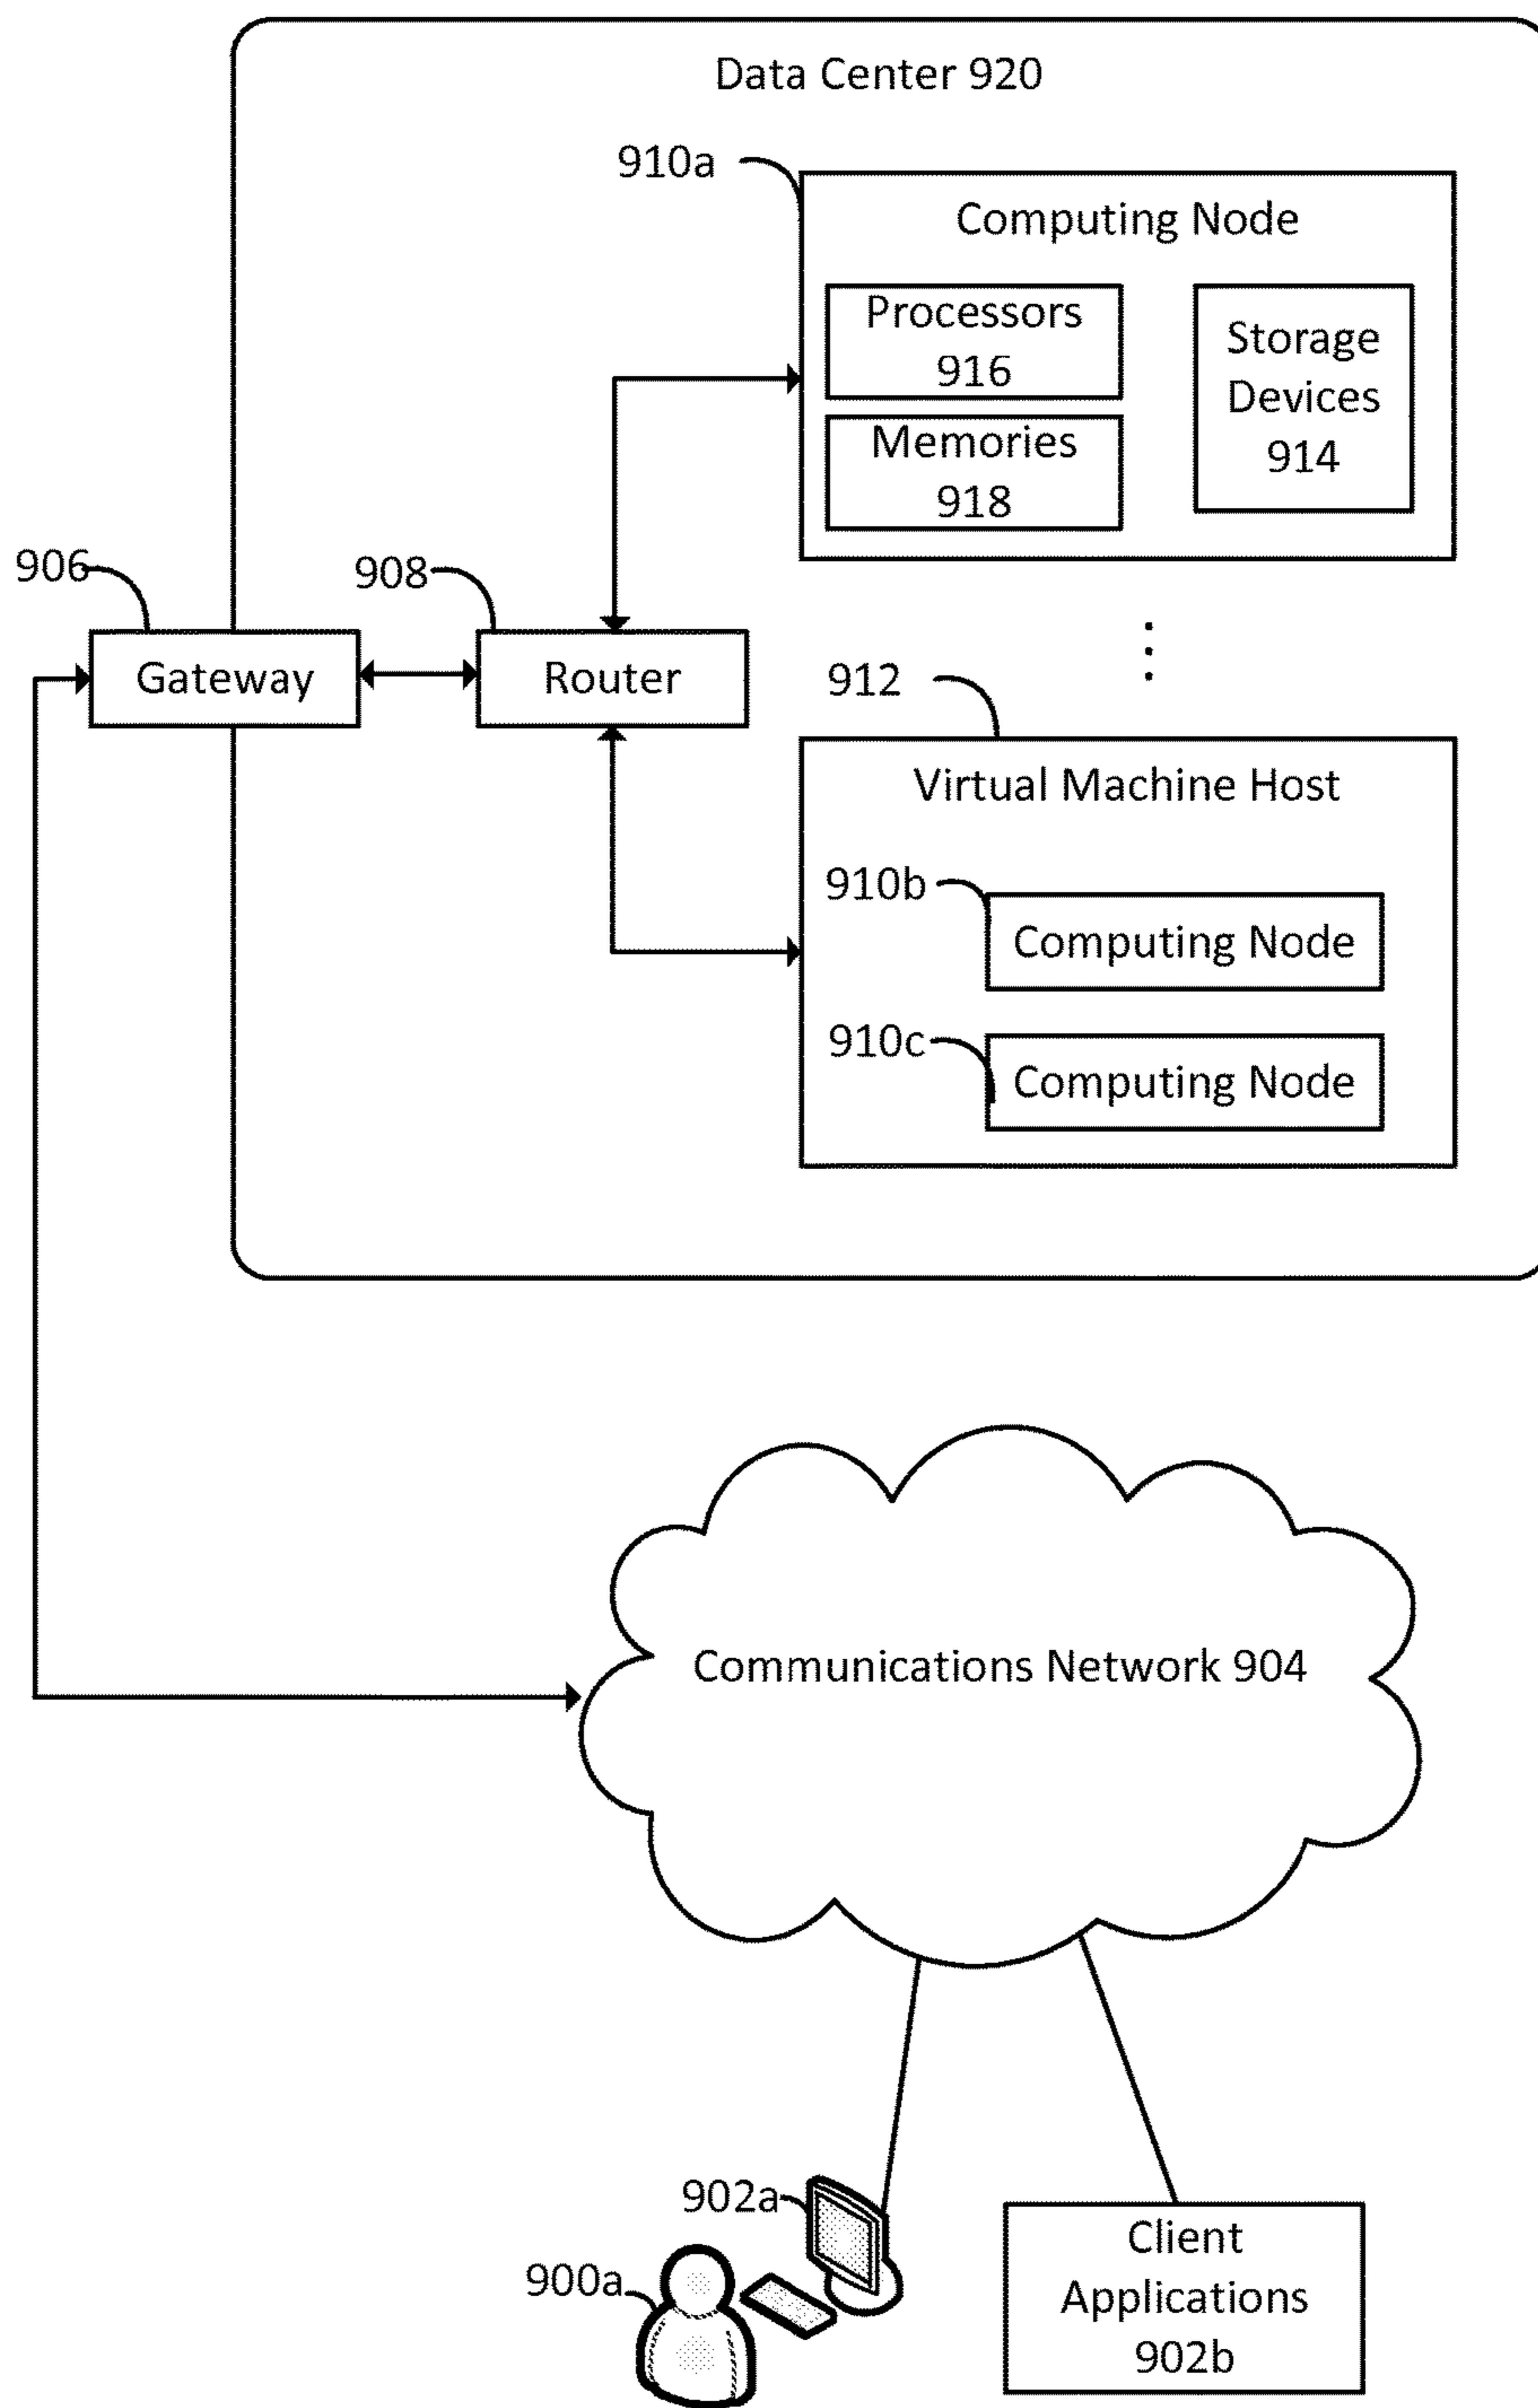 Data Center 920
910a
Computing Node
Processors
916
Storage
Devices
914
Memories
918
906
908
Gateway
Router
912
Virtual Machine Host
910b
Computing Node
910c
Computing Node
Communications Network 904
902a
900a
Client
Applications
902b